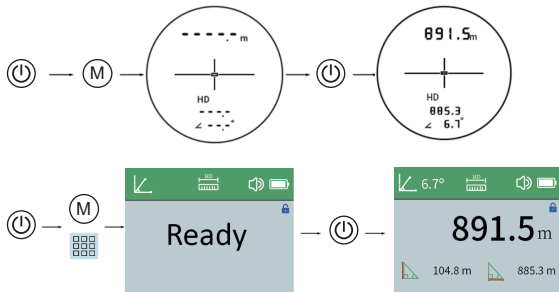 M
-----.- m
HD
----.-
∠ ---.-°
891.5m
HD
885.3
∠ 6.7°
M
HD
Ready
6.7°
HD
891.5m
104.8 m
885.3 m